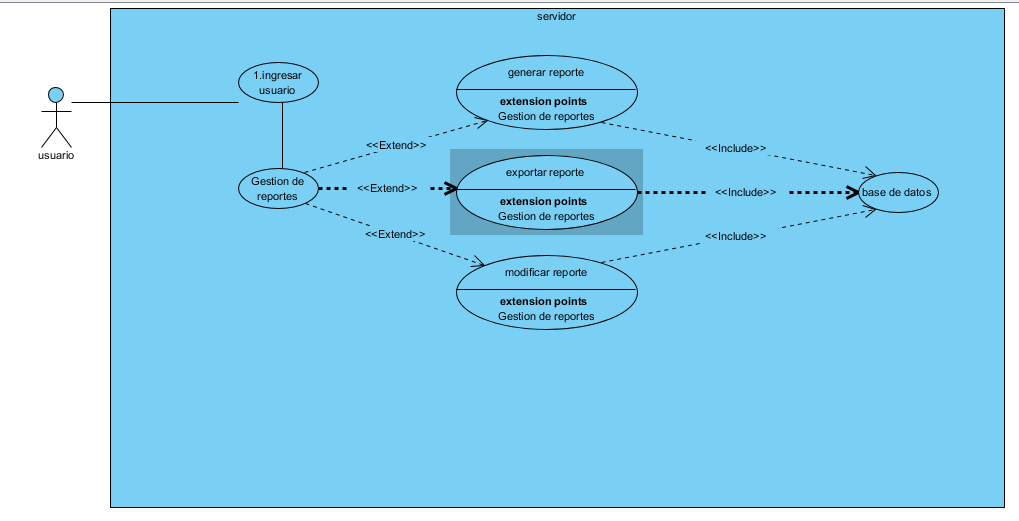 servidor
usuario
1.ingresar
usuario
Gestion de
reportes
<<Extend>>
<<Extend>>
<<Extend>>
generar reporte
extension points
Gestion de reportes
exportar reporte
extension points
Gestion de reportes
modificar reporte
extension points
Gestion de reportes
<<Include>>
<<Include>>
<<Include>>
base de datos